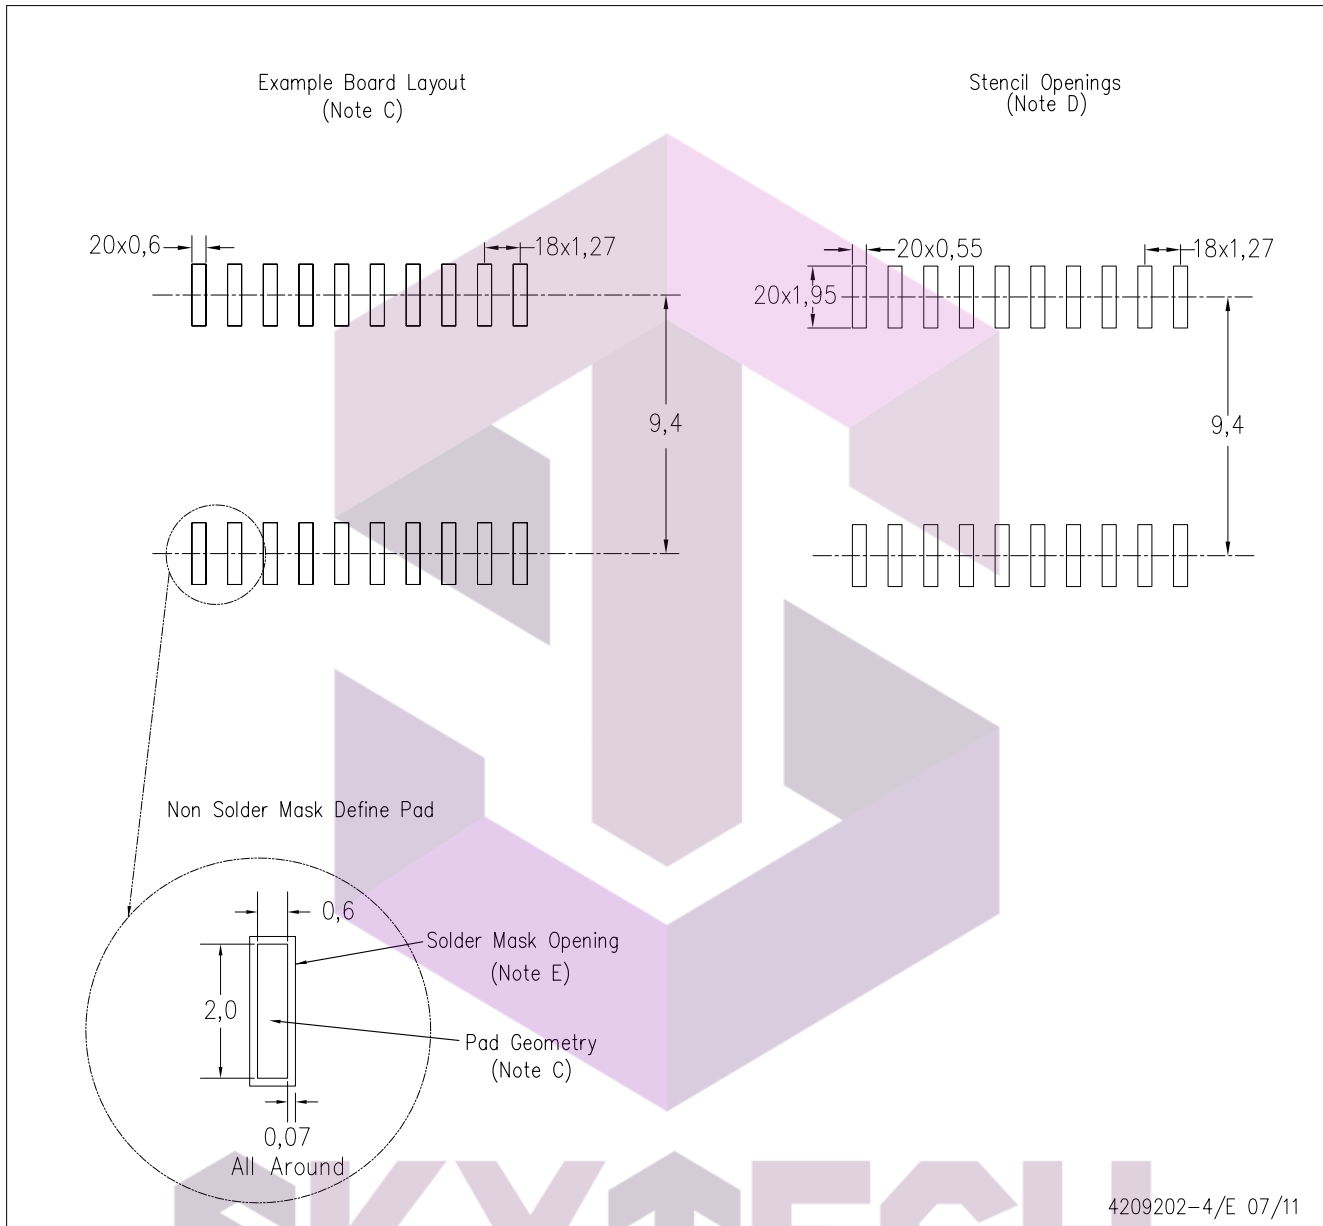 Example Board Layout
(Note C)
Stencil Openings
(Note D)
20x0,6
18x1,27
20x0,55
18x1,27
20x1,95
9,4
9,4
Non Solder Mask Define Pad
0,6
Solder Mask Opening
(Note E)
2,0
Pad Geometry
(Note C)
0,07
All Around
SKYTECH
4209202-4/E 07/11